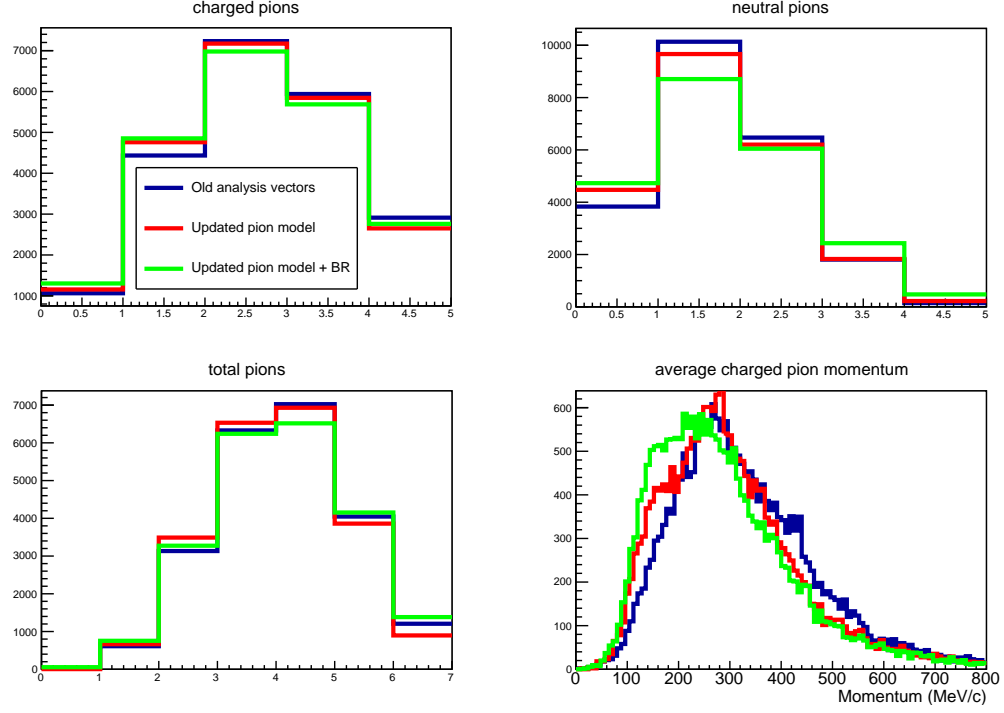 charged pions
7000
6000
5000
4000
3000
2000
1000
0 0.5 1 1.5 2 2.5 3 3.5 4 4.5 5
Old analysis vectors
Updated pion model
Updated pion model + BR
neutral pions
10000
8000
6000
4000
2000
0
0 0.5 1 1.5 2 2.5 3 3.5 4 4.5 5
total pions
7000
6000
5000
4000
3000
2000
1000
0
0 1 2 3 4 5 6 7
average charged pion momentum
600
500
400
300
200
100
0
0 100 200 300 400 500 600 700 800
Momentum (MeV/c)